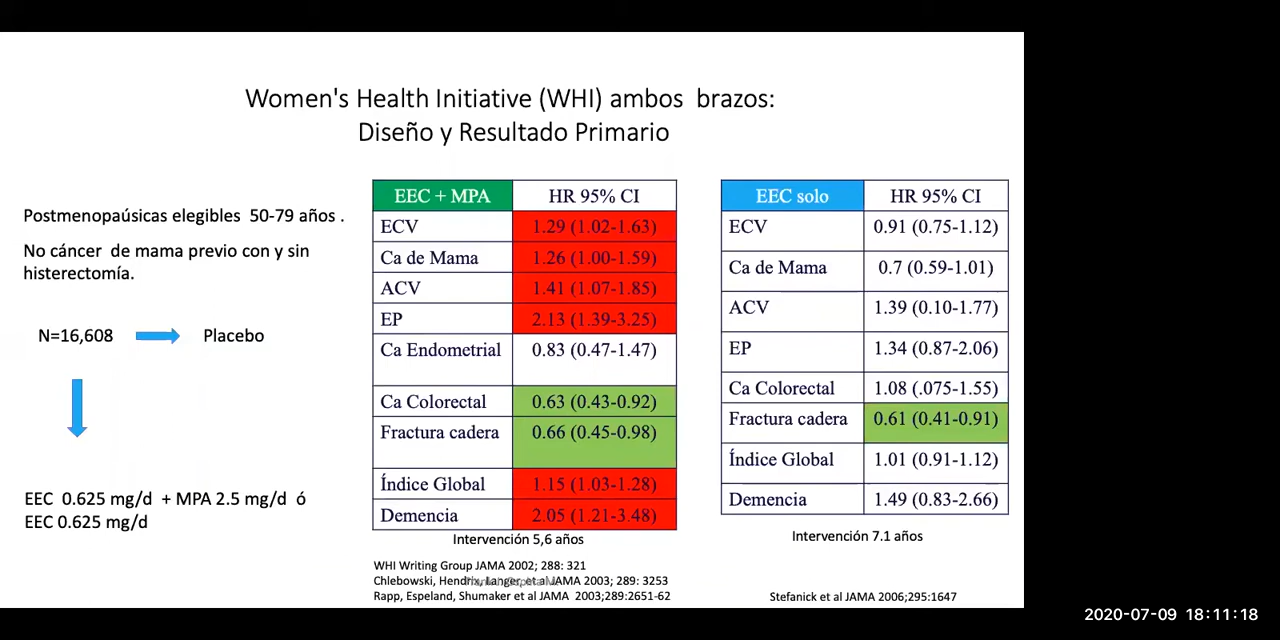 Women's Health Initiative (WHI) ambos brazos:
Diseño y Resultado Primario
Postmenopaúsicas elegibles 50-79 años .
No cáncer de mama previo con y sin
histerectomía.
N=16,608 Placebo
EEC 0.625 mg/d + MPA 2.5 mg/d ó
EEC 0.625 mg/d
EEC + MPA HR 95% CI
ECV 1.29 (1.02-1.63)
Ca de Mama 1.26 (1.00-1.59)
ACV 1.41 (1.07-1.85)
EP 2.13 (1.39-3.25)
Ca Endometrial 0.83 (0.47-1.47)
Ca Colorectal 0.63 (0.43-0.92)
Fractura cadera 0.66 (0.45-0.98)
Índice Global 1.15 (1.03-1.28)
Demencia 2.05 (1.21-3.48)
Intervención 5,6 años
WHI Writing Group JAMA 2002; 288: 321
Chlebowski, Hendrix, Langer, et al JAMA 2003; 289: 3253
Rapp, Espeland, Shumaker et al JAMA 2003;289:2651-62
EEC solo HR 95% CI
ECV 0.91 (0.75-1.12)
Ca de Mama 0.7 (0.59-1.01)
ACV 1.39 (0.10-1.77)
EP 1.34 (0.87-2.06)
Ca Colorectal 1.08 (.075-1.55)
Fractura cadera 0.61 (0.41-0.91)
Índice Global 1.01 (0.91-1.12)
Demencia 1.49 (0.83-2.66)
Intervención 7.1 años
Stefanick et al JAMA 2006;295:1647
2020-07-09 18:11:18